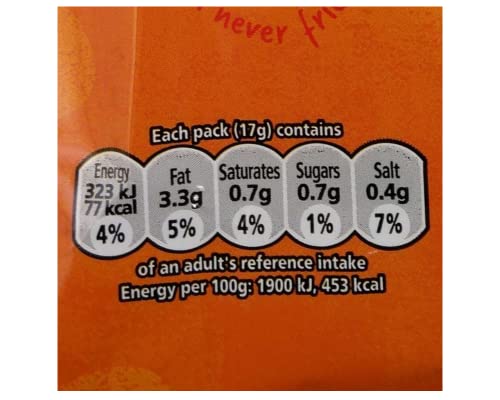 never
Each pack (17g) contains
Energy Fat Saturates Sugars Salt
323 kJ 3.3g 0.7g 0.7g 0.4g
77 kcal
4% 5% 4% 1% 7%
of an adult's reference intake
Energy per 100g: 1900 kJ, 453 kcal